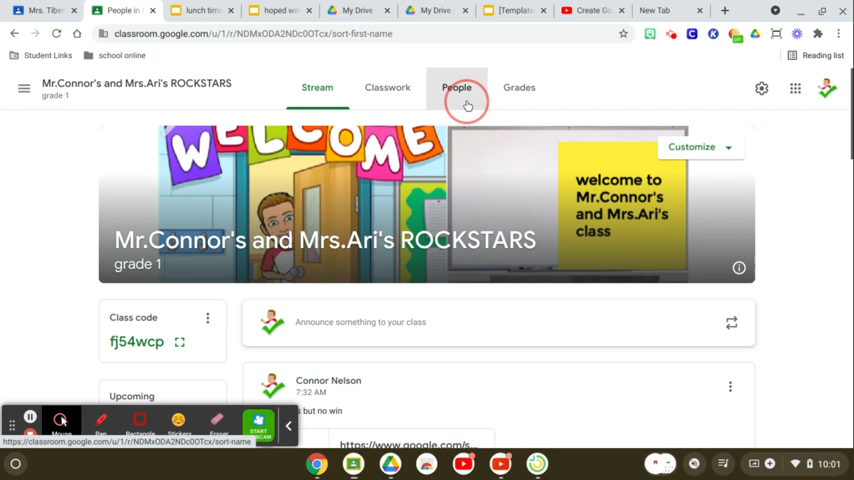 Mrs. Tibe
People in
lunch time
hoped wi
My Drive
My Drive
[Template
Create Go
New Tab
classroom.google.com/u/1/r/NDMxODA2NDc0OTcx/sort-first-name
Student Links
school online
Reading list
Mr.Connor's and Mrs.Ari's ROCKSTARS
grade 1
Stream
Classwork
People
Grades
WELCOME
Customize
welcome to
Mr.Connor's
and Mrs.Ari's
class
Mr.Connor's and Mrs.Ari's ROCKSTARS
grade 1
Class code
fj54wcp
Announce something to your class
Upcoming
Connor Nelson
7:32 AM
s but no win
https://www.google.com/s...
Mouse
Pen
Rectangle
Stickers
Eraser
START
WEBCAM
https://classroom.google.com/u/1/r/NDMxODA2NDc0OTcx/sort-name
10:01